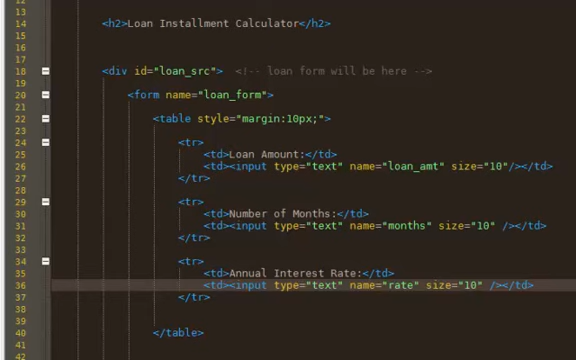 12
13
14 <h2>Loan Installment Calculator</h2>
15
16
17
18 <div id="loan_src"> <!-- loan form will be here -->
19
20 <form name="loan_form">
21
22 <table style="margin:10px;">
23
24 <tr>
25 <td>Loan Amount:</td>
26 <td><input type="text" name="loan_amt" size="10"/></td>
27 </tr>
28
29 <tr>
30 <td>Number of Months:</td>
31 <td><input type="text" name="months" size="10" /></td>
32 </tr>
33
34 <tr>
35 <td>Annual Interest Rate:</td>
36 <td><input type="text" name="rate" size="10" /></td>
37 </tr>
38
39
40 </table>
41
42